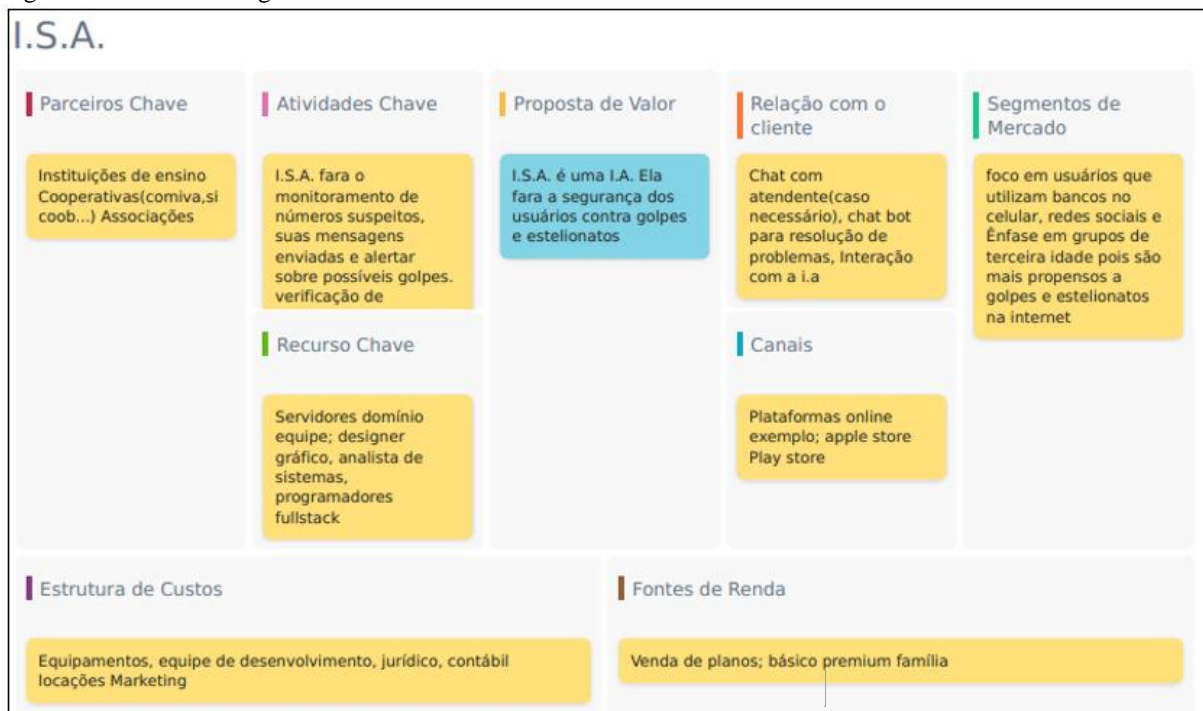 I.S.A.
Parceiros Chave
Instituições de ensino
Cooperativas(comiva,si
coob...) Associações
Atividades Chave
I.S.A. fara o
monitoramento de
números suspeitos,
suas mensagens
enviadas e alertar
sobre possíveis golpes.
verificação de
Recurso Chave
Servidores domínio
equipe; designer
gráfico, analista de
sistemas,
programadores
fullstack
Proposta de Valor
I.S.A. é uma I.A. Ela
fara a segurança dos
usuários contra golpes
e estelionatos
Relação com o
cliente
Chat com
atendente(caso
necessário), chat bot
para resolução de
problemas, Interação
com a i.a
Canais
Plataformas online
exemplo; apple store
Play store
Segmentos de
Mercado
foco em usuários que
utilizam bancos no
celular, redes sociais e
Ênfase em grupos de
terceira idade pois são
mais propensos a
golpes e estelionatos
na internet
Estrutura de Custos
Equipamentos, equipe de desenvolvimento, jurídico, contábil
locações Marketing
Fontes de Renda
Venda de planos; básico premium família